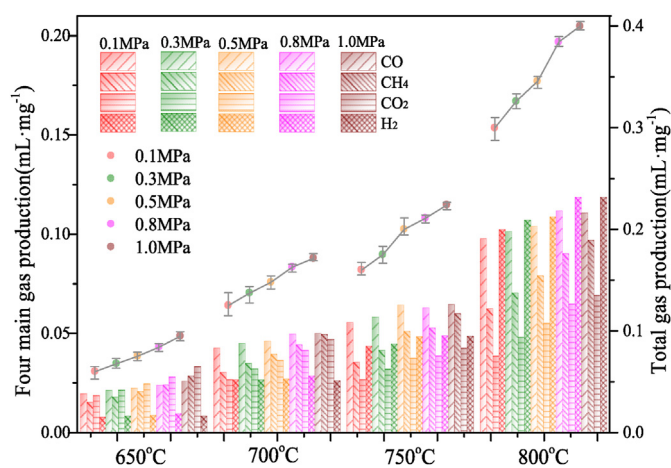 0.1MPa 0.3MPa 0.5MPa 0.8MPa 1.0MPa
CO
CH4
CO2
H2
0.1MPa
0.3MPa
0.5MPa
0.8MPa
1.0MPa
Four main gas production(mL·mg⁻¹)
0.20
0.15
0.10
0.05
0.00
Total gas production(mL·mg⁻¹)
0.4
0.3
0.2
0.1
0.0
650°C 700°C 750°C 800°C